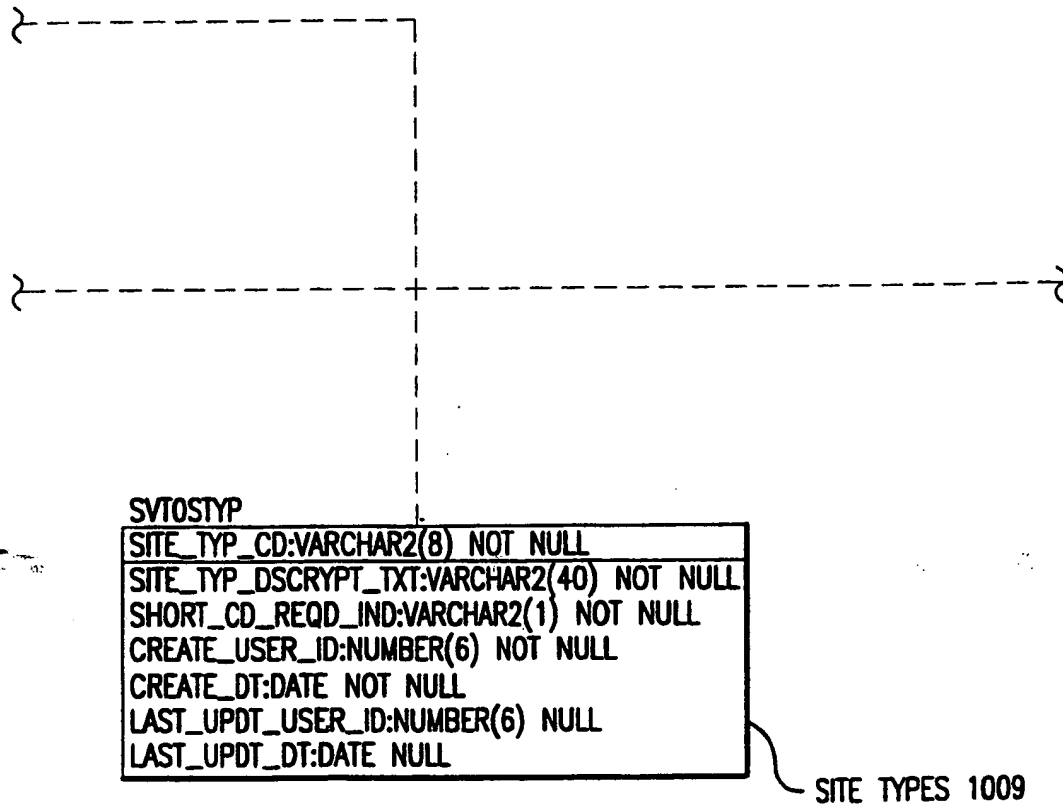 SVTOSTYP
SITE_TYP_CD:VARCHAR2(8) NOT NULL
SITE_TYP_DSCRYPT_TXT:VARCHAR2(40) NOT NULL
SHORT_CD_REQD_IND:VARCHAR2(1) NOT NULL
CREATE_USER_ID:NUMBER(6) NOT NULL
CREATE_DT:DATE NOT NULL
LAST_UPDT_USER_ID:NUMBER(6) NULL
LAST_UPDT_DT:DATE NULL
SITE TYPES 1009